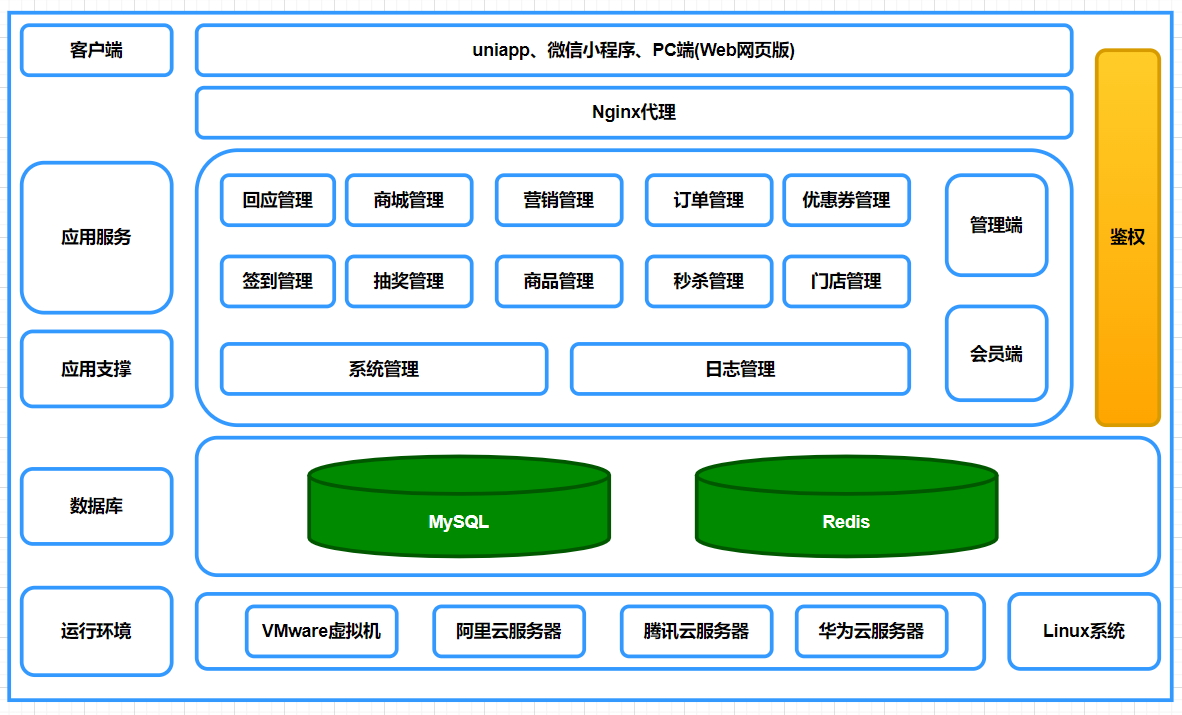 客户端
uniapp、微信小程序、PC端(Web网页版)
Nginx代理
应用服务
回应管理
商城管理
营销管理
订单管理
优惠券管理
管理端
鉴权
签到管理
抽奖管理
商品管理
秒杀管理
门店管理
应用支撑
系统管理
日志管理
会员端
数据库
MySQL
Redis
运行环境
VMware虚拟机
阿里云服务器
腾讯云服务器
华为云服务器
Linux系统